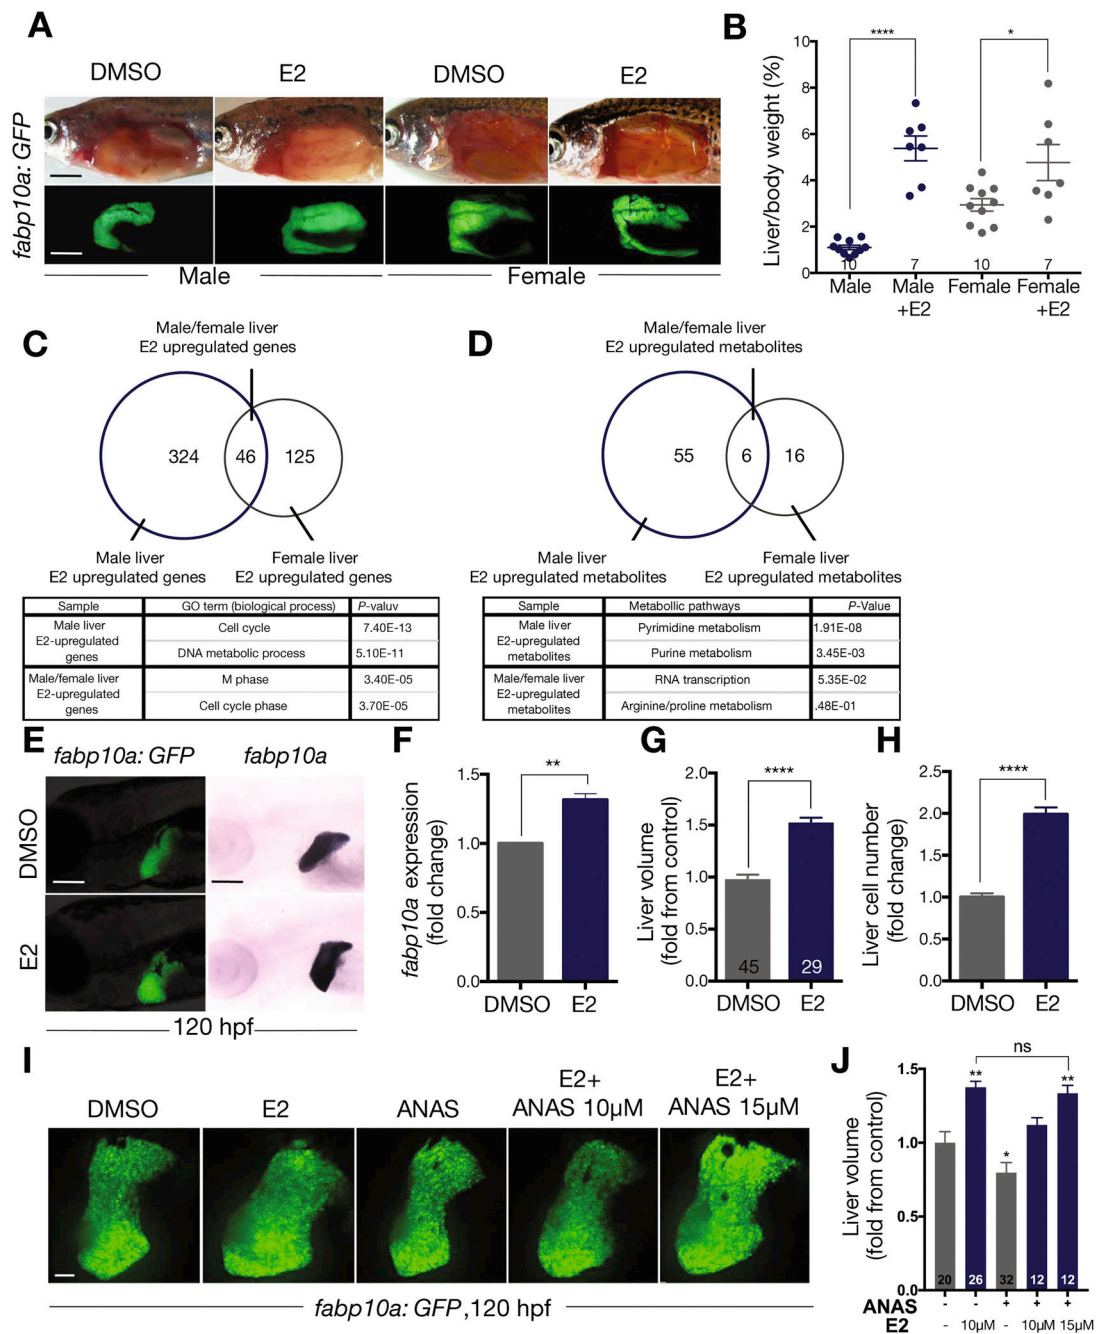 A
DMSO E2 DMSO E2
fabp10a: GFP
Male Female
B
Liver/body weight (%)
10
8
6
4
2
0
**** *
10 7 10 7
Male Male Female Female
+E2 +E2
C
Male/female liver
E2 upregulated genes
324 46 125
Male liver Female liver
E2 upregulated genes E2 upregulated genes
Sample GO term (biological process) P-valuv
Male liver
E2-upregulated
genes
Cell cycle 7.40E-13
DNA metabolic process 5.10E-11
Male/female liver
E2-upregulated
genes
M phase 3.40E-05
Cell cycle phase 3.70E-05
D
Male/female liver
E2 upregulated metabolites
55 6 16
Male liver Female liver
E2 upregulated metabolites E2 upregulated metabolites
Sample Metabollic pathways P-Value
Male liver
E2-upregulated
metabolites
Pyrimidine metabolism 1.91E-08
Purine metabolism 3.45E-03
Male/female liver
E2-upregulated
metabolites
RNA transcription 5.35E-02
Arginine/proline metabolism .48E-01
E
fabp10a: GFP fabp10a
DMSO
E2
120 hpf
F
fabp10a expression
(fold change)
1.5
1.0
0.5
0.0
**
DMSO E2
G
Liver volume
(fold from control)
2.0
1.5
1.0
0.5
0.0
****
45 29
DMSO E2
H
Liver cell number
(fold change)
2.5
2.0
1.5
1.0
0.5
0.0
****
DMSO E2
I
DMSO E2 ANAS E2+ ANAS 10µM E2+ ANAS 15µM
fabp10a: GFP,120 hpf
J
Liver volume
(fold from control)
1.5
1.0
0.5
0.0
ns
** * **
20 26 32 12 12
ANAS - - + + +
E2 - 10µM - 10µM 15µM